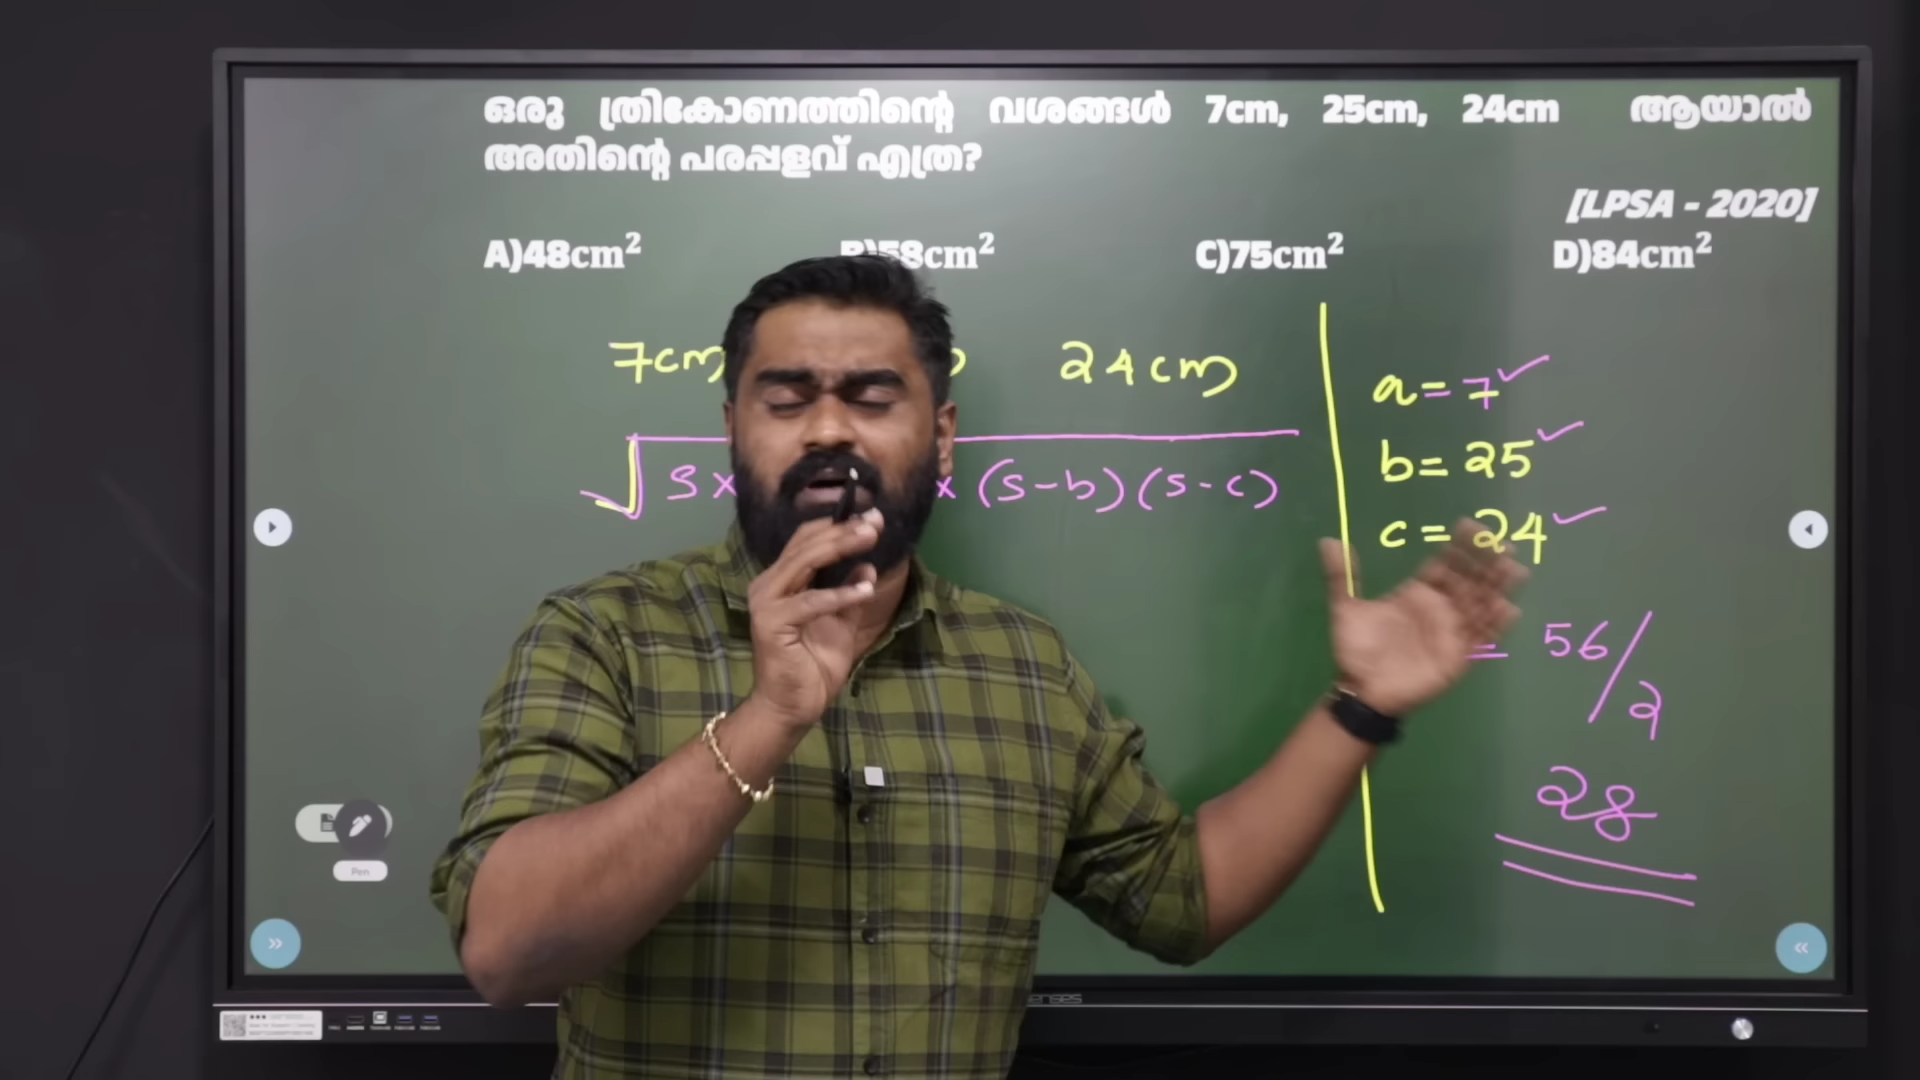 ഒരു ത്രികോണത്തിന്റെ വശങ്ങൾ 7cm, 25cm, 24cm ആയാൽ
അതിന്റെ പരപ്പളവ് എത്ര?
[LPSA - 2020]
A)48cm² B)58cm² C)75cm² D)84cm²
7cm 24cm
√ S× ×(s-b)(s-c)
a=7
b=25
c=24
= 56/2
28
Pen